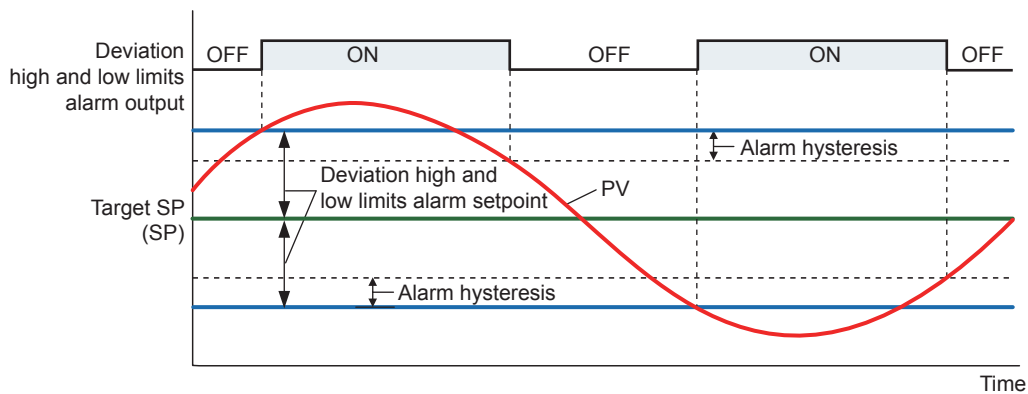 Deviation
high and low limits
alarm output
OFF
ON
OFF
ON
OFF
Alarm hysteresis
Deviation high and
low limits alarm setpoint
PV
Target SP
(SP)
Alarm hysteresis
Time